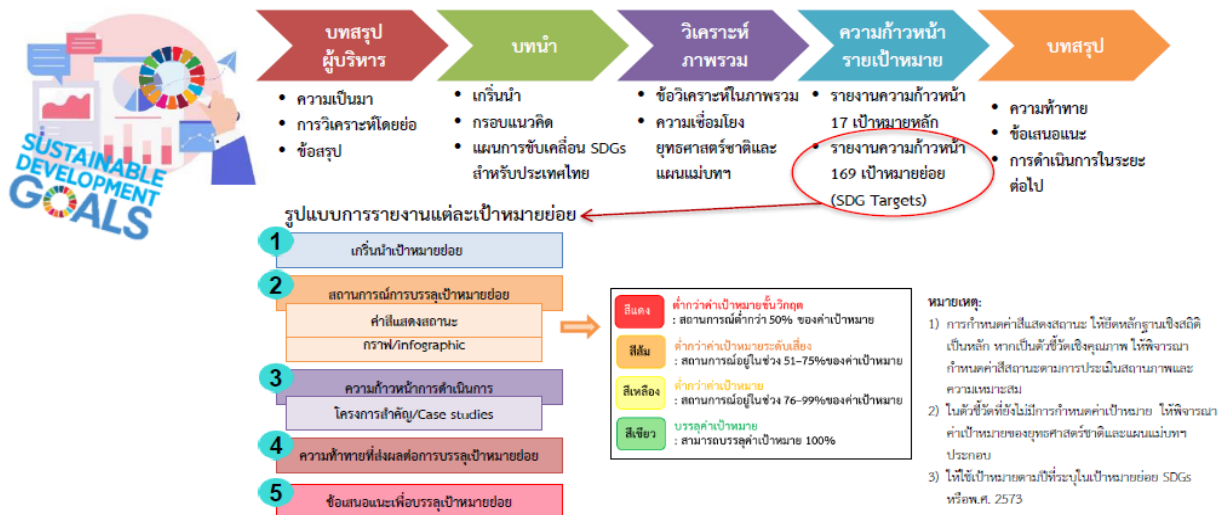 SUSTAINABLE
DEVELOPMENT
GOALS
บทสรุป
ผู้บริหาร
บทนำ
วิเคราะห์
ภาพรวม
ความก้าวหน้า
รายเป้าหมาย
บทสรุป
• ความเป็นมา
• การวิเคราะห์โดยย่อ
• ข้อสรุป
• เกริ่นนำ
• กรอบแนวคิด
• แผนการขับเคลื่อน SDGs
สำหรับประเทศไทย
• ข้อวิเคราะห์ในภาพรวม
• ความเชื่อมโยง
ยุทธศาสตร์ชาติและ
แผนแม่บทฯ
• รายงานความก้าวหน้า
17 เป้าหมายหลัก
• รายงานความก้าวหน้า
169 เป้าหมายย่อย
(SDG Targets)
• ความท้าทาย
• ข้อเสนอแนะ
• การดำเนินการในระยะ
ต่อไป
รูปแบบการรายงานแต่ละเป้าหมายย่อย
1 เกริ่นนำเป้าหมายย่อย
2 สถานการณ์การบรรลุเป้าหมายย่อย
ค่าสีแสดงสถานะ
กราฟ/infographic
3 ความก้าวหน้าการดำเนินการ
โครงการสำคัญ/Case studies
4 ความท้าทายที่ส่งผลต่อการบรรลุเป้าหมายย่อย
5 ข้อเสนอแนะเพื่อบรรลุเป้าหมายย่อย
สีแดง ต่ำกว่าค่าเป้าหมายขั้นวิกฤต
: สถานการณ์ต่ำกว่า 50% ของค่าเป้าหมาย
สีส้ม ต่ำกว่าค่าเป้าหมายระดับเสี่ยง
: สถานการณ์อยู่ในช่วง 51–75%ของค่าเป้าหมาย
สีเหลือง ต่ำกว่าค่าเป้าหมาย
: สถานการณ์อยู่ในช่วง 76–99%ของค่าเป้าหมาย
สีเขียว บรรลุค่าเป้าหมาย
: สามารถบรรลุค่าเป้าหมาย 100%
หมายเหตุ:
1) การกำหนดค่าสีแสดงสถานะ ให้ยึดหลักฐานเชิงสถิติ
เป็นหลัก หากเป็นตัวชี้วัดเชิงคุณภาพ ให้พิจารณา
กำหนดค่าสีสถานะตามการประเมินสถานภาพและ
ความเหมาะสม
2) ในตัวชี้วัดที่ยังไม่มีการกำหนดค่าเป้าหมาย ให้พิจารณา
ค่าเป้าหมายของยุทธศาสตร์ชาติและแผนแม่บทฯ
ประกอบ
3) ให้ใช้เป้าหมายตามปีที่ระบุในเป้าหมายย่อย SDGs
หรือพ.ศ. 2573